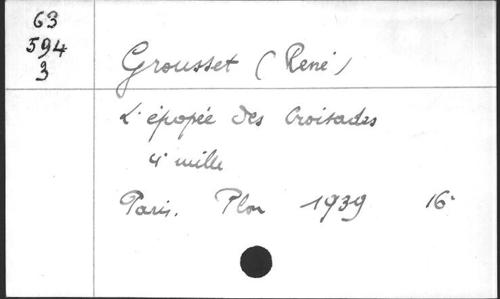 63
594
3
Grousset (René)
L'épopée des Croisades
4e mille
Paris. Plon 1939 16°